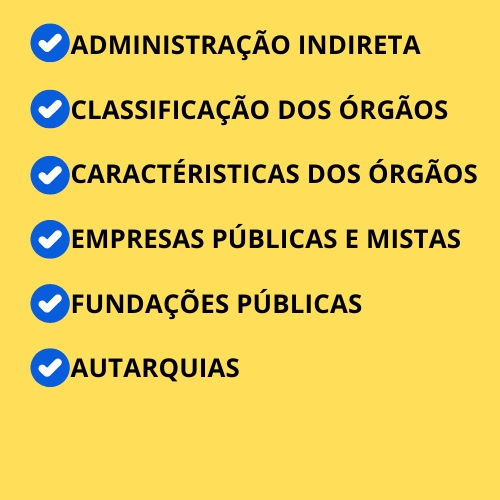 ADMINISTRAÇÃO INDIRETA
CLASSIFICAÇÃO DOS ÓRGÃOS
CARACTÉRISTICAS DOS ÓRGÃOS
EMPRESAS PÚBLICAS E MISTAS
FUNDAÇÕES PÚBLICAS
AUTARQUIAS